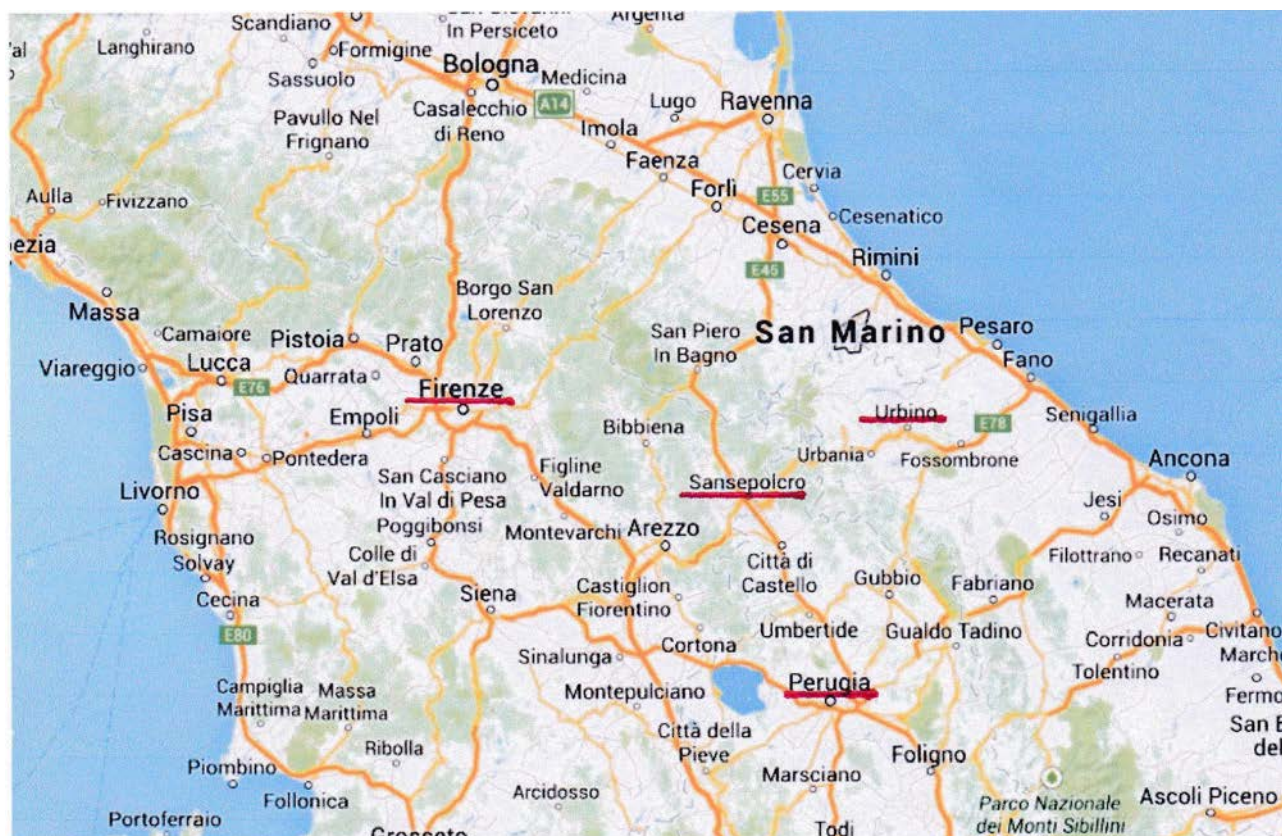 San Giovanni
In Persiceto
Argenta
Scandiano
Langhirano
Formigine
Sassuolo
Bologna
Medicina
A14
Casalecchio
di Reno
Lugo
Ravenna
Pavullo Nel
Frignano
Imola
Faenza
Aulla
Fivizzano
Forlì
E55
Cervia
Cesenatico
Cesena
E45
Rimini
Massa
Borgo San
Lorenzo
Camaiore
Pistoia
Prato
San Piero
In Bagno
San Marino
Pesaro
Fano
Viareggio
Lucca
E76
Quarrata
Firenze
Pisa
Empoli
Urbino
E78
Senigallia
Bibbiena
Cascina
Pontedera
Urbania
Fossombrone
Ancona
San Casciano
In Val di Pesa
Figline
Valdarno
Sansepolcro
Livorno
Jesi
Osimo
Poggibonsi
Montevarchi
Arezzo
Rosignano
Solvay
Colle di
Val d'Elsa
Città di
Castello
Filottrano
Recanati
Cecina
Siena
Castiglion
Fiorentino
Gubbio
Fabriano
Macerata
E80
Umbertide
Gualdo Tadino
Corridonia
Sinalunga
Cortona
Tolentino
Campiglia
Marittima
Massa
Marittima
Montepulciano
Perugia
Ribolla
Città della
Pieve
Foligno
Piombino
Follonica
Arcidosso
Marsciano
Parco Nazionale
dei Monti Sibillini
Ascoli Piceno
Portoferraio
Todi